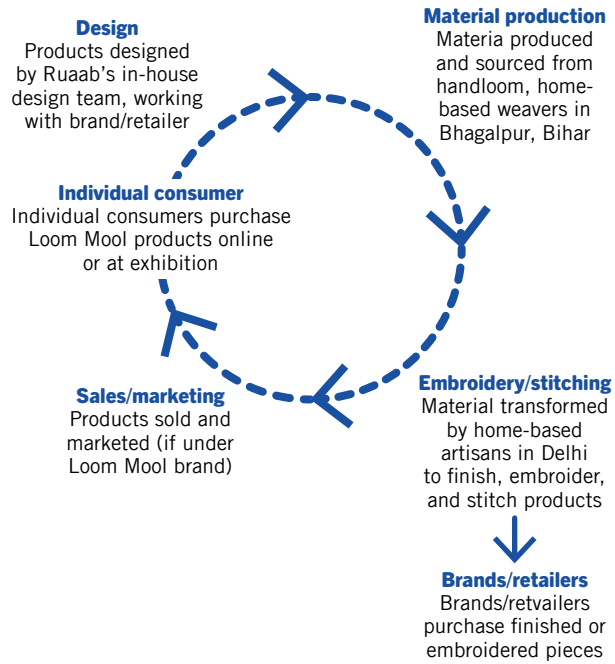 Design
Products designed
by Ruaab's in-house
design team, working
with brand/retailer
Material production
Materia produced
and sourced from
handloom, home-
based weavers in
Bhagalpur, Bihar
Individual consumer
Individual consumers purchase
Loom Mool products online
or at exhibition
Sales/marketing
Products sold and
marketed (if under
Loom Mool brand)
Embroidery/stitching
Material transformed
by home-based
artisans in Delhi
to finish, embroider,
and stitch products
Brands/retailers
Brands/retvailers
purchase finished or
embroidered pieces